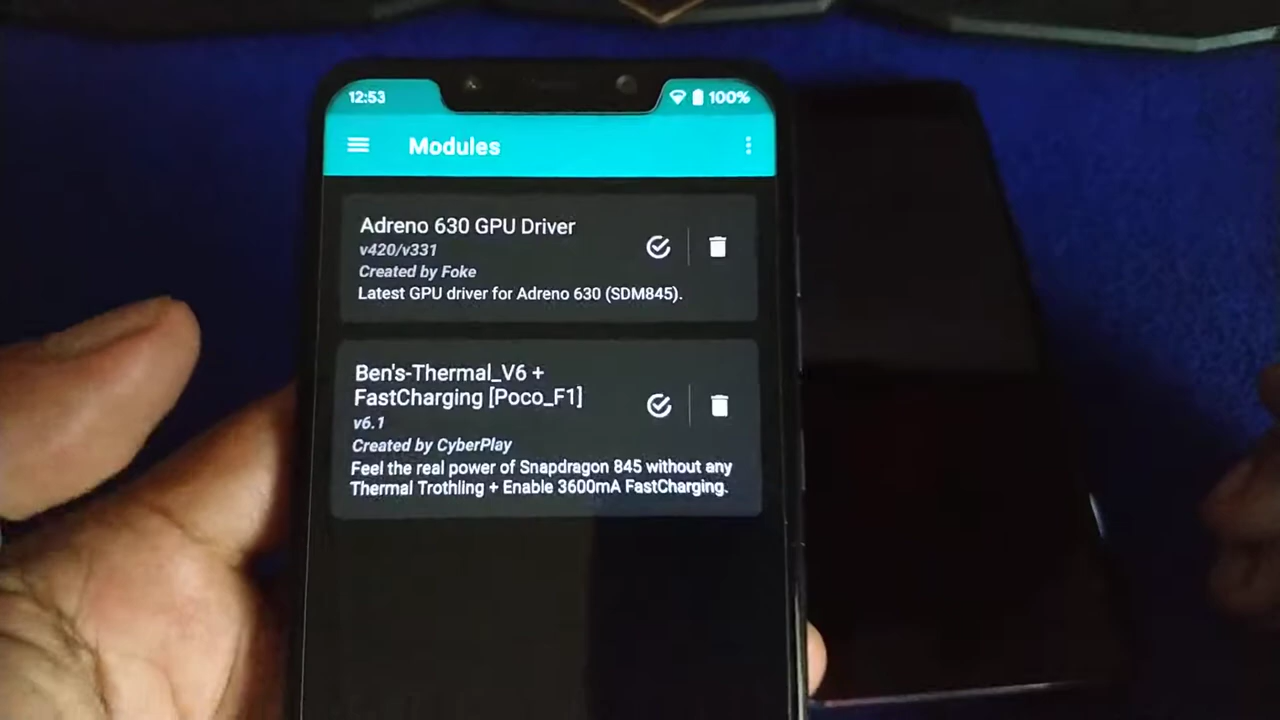 12:53
100%
Modules
Adreno 630 GPU Driver
v420/v331
Created by Foke
Latest GPU driver for Adreno 630 (SDM845).
Ben's-Thermal_V6 +
FastCharging [Poco_F1]
v6.1
Created by CyberPlay
Feel the real power of Snapdragon 845 without any
Thermal Trothling + Enable 3600mA FastCharging.